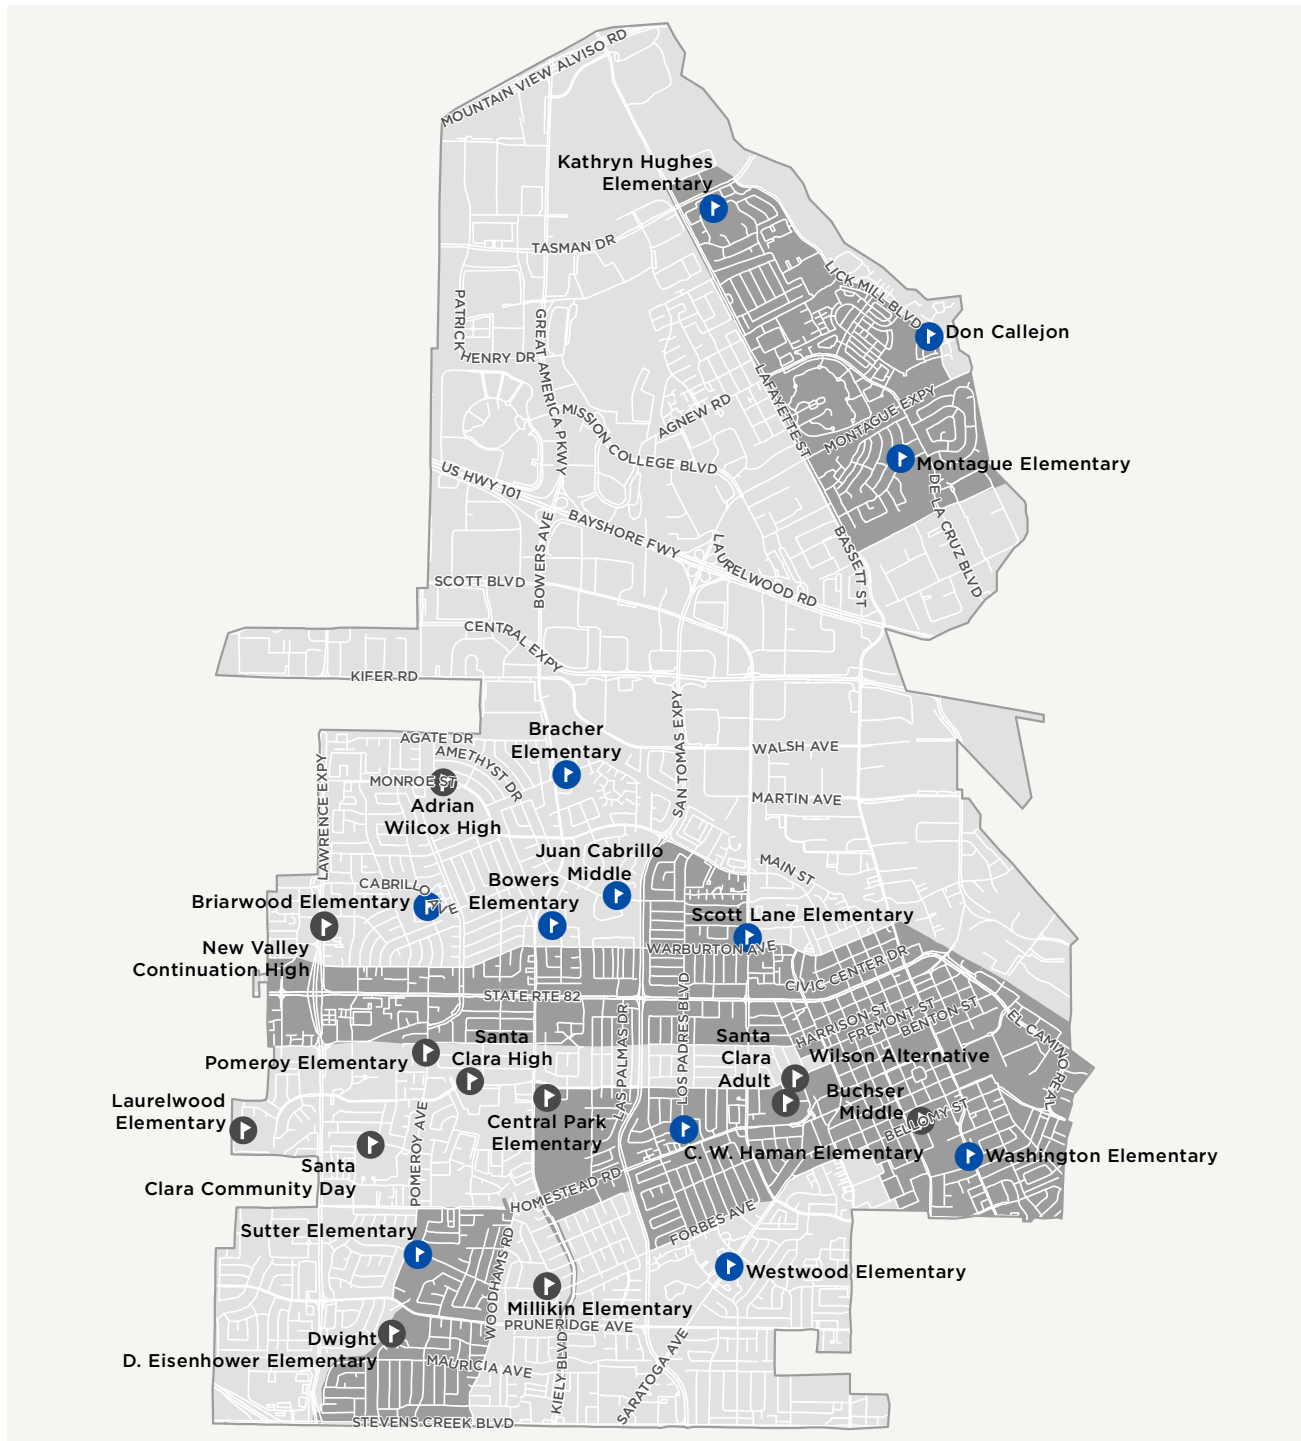 MOUNTAIN VIEW ALVISO RD
Kathryn Hughes
Elementary
TASMAN DR
LICK MILL BLVD
PATRICK
HENRY DR
GREAT AMERICA PKWY
Don Callejon
LAFAYETTE ST
MONTAGUE EXPY
AGNEW RD
MISSION COLLEGE BLVD
Montague Elementary
US HWY 101
DE LA CRUZ BLVD
BAYSHORE FWY
BOWERS AVE
LAURELWOOD RD
BASSETT ST
SCOTT BLVD
CENTRAL EXPY
KIFER RD
SAN TOMAS EXPY
Bracher
Elementary
AGATE DR
AMETHYST DR
WALSH AVE
MONROE ST
LAWRENCE EXPY
Adrian
Wilcox High
MARTIN AVE
Juan Cabrillo
Middle
MAIN ST
Bowers
Elementary
CABRILLO AVE
Briarwood Elementary
Scott Lane Elementary
New Valley
Continuation High
WARBURTON AVE
CIVIC CENTER DR
STATE RTE 82
LOS PADRES BLVD
LAS PALMAS DR
HARRISON ST
FREMONT ST
BENTON ST
EL CAMINO REAL
Santa
Clara High
Santa
Clara
Adult
Wilson Alternative
Pomeroy Elementary
Buchser
Middle
BELLOMY ST
Laurelwood
Elementary
Central Park
Elementary
POMEROY AVE
C. W. Haman Elementary
Washington Elementary
Santa
Clara Community Day
HOMESTEAD RD
FORBES AVE
Sutter Elementary
WOODHAMS RD
Westwood Elementary
Millikin Elementary
PRUNERIDGE AVE
Dwight
D. Eisenhower Elementary
MAURICIA AVE
KIELY BLVD
SARATOGA AVE
STEVENS CREEK BLVD